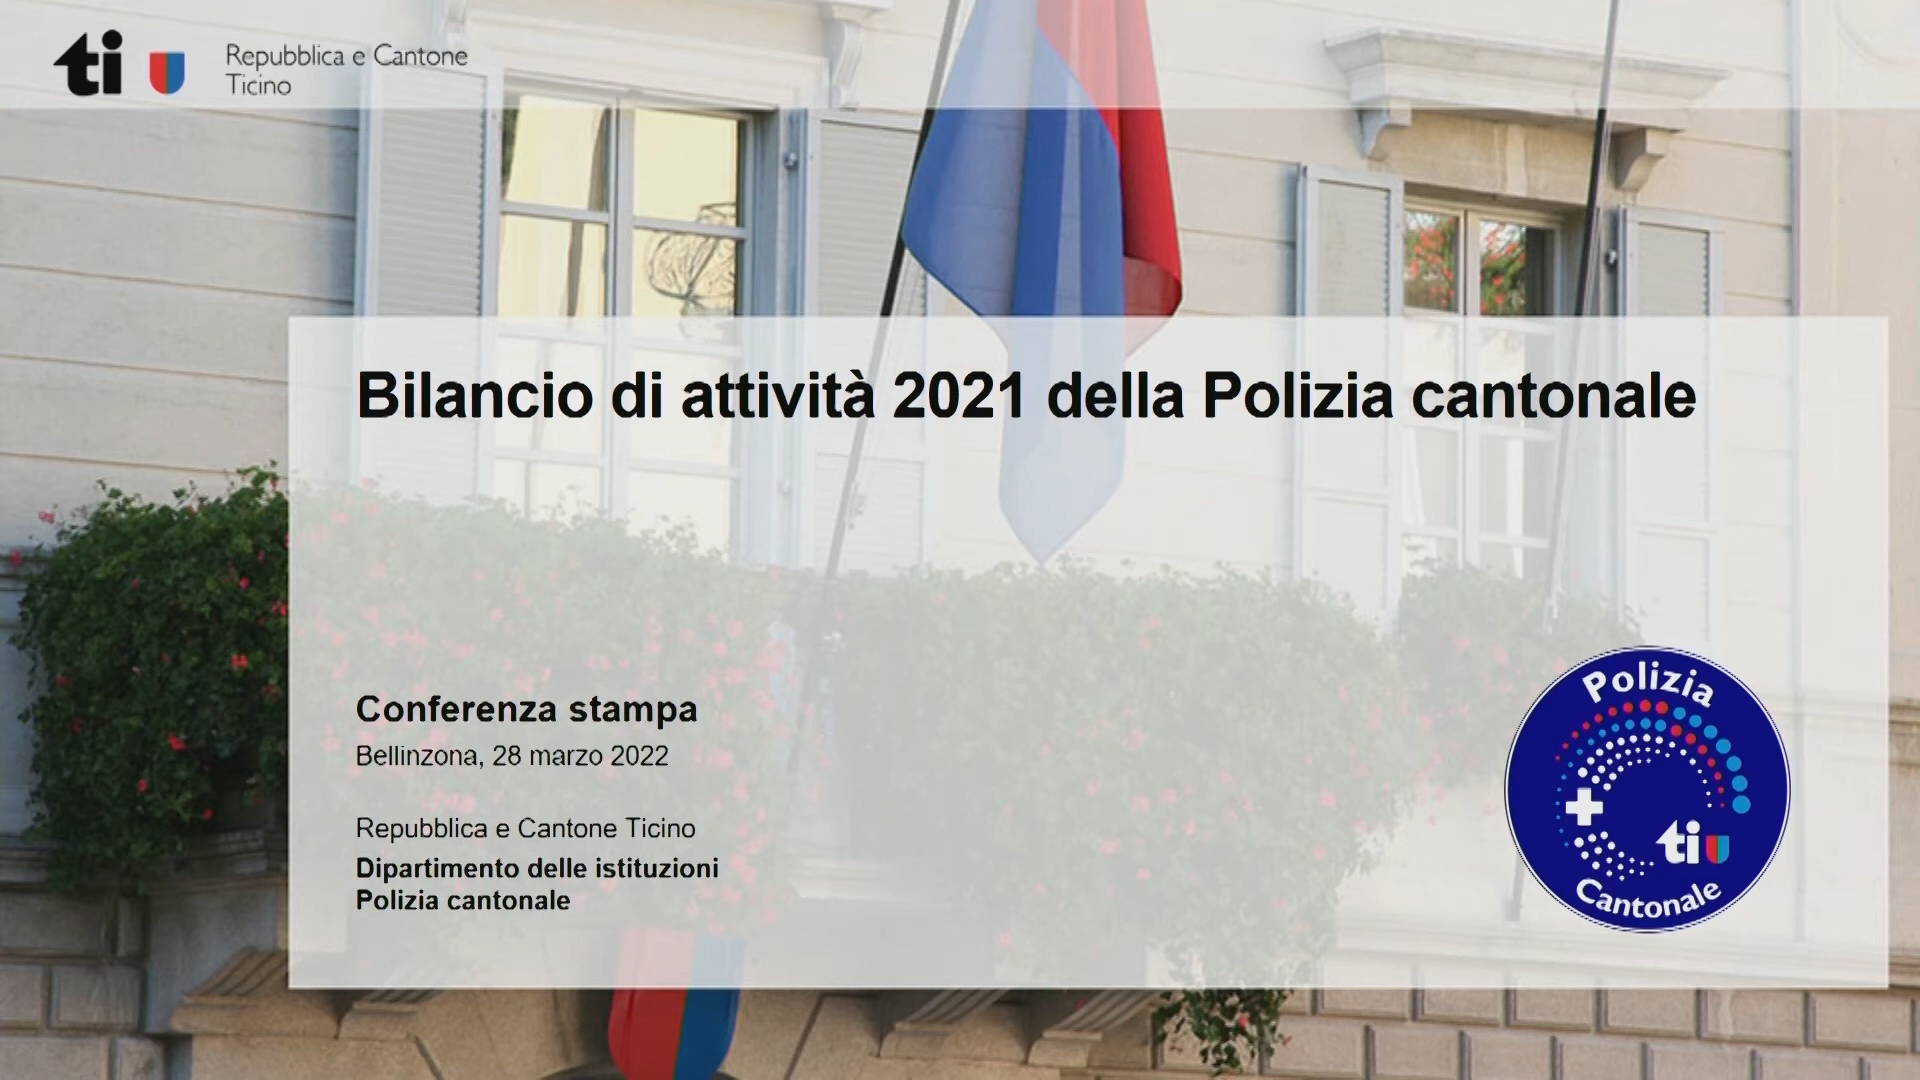 ti Repubblica e Cantone
Ticino
Bilancio di attività 2021 della Polizia cantonale
Conferenza stampa
Bellinzona, 28 marzo 2022
Repubblica e Cantone Ticino
Dipartimento delle istituzioni
Polizia cantonale
Polizia
ti
Cantonale